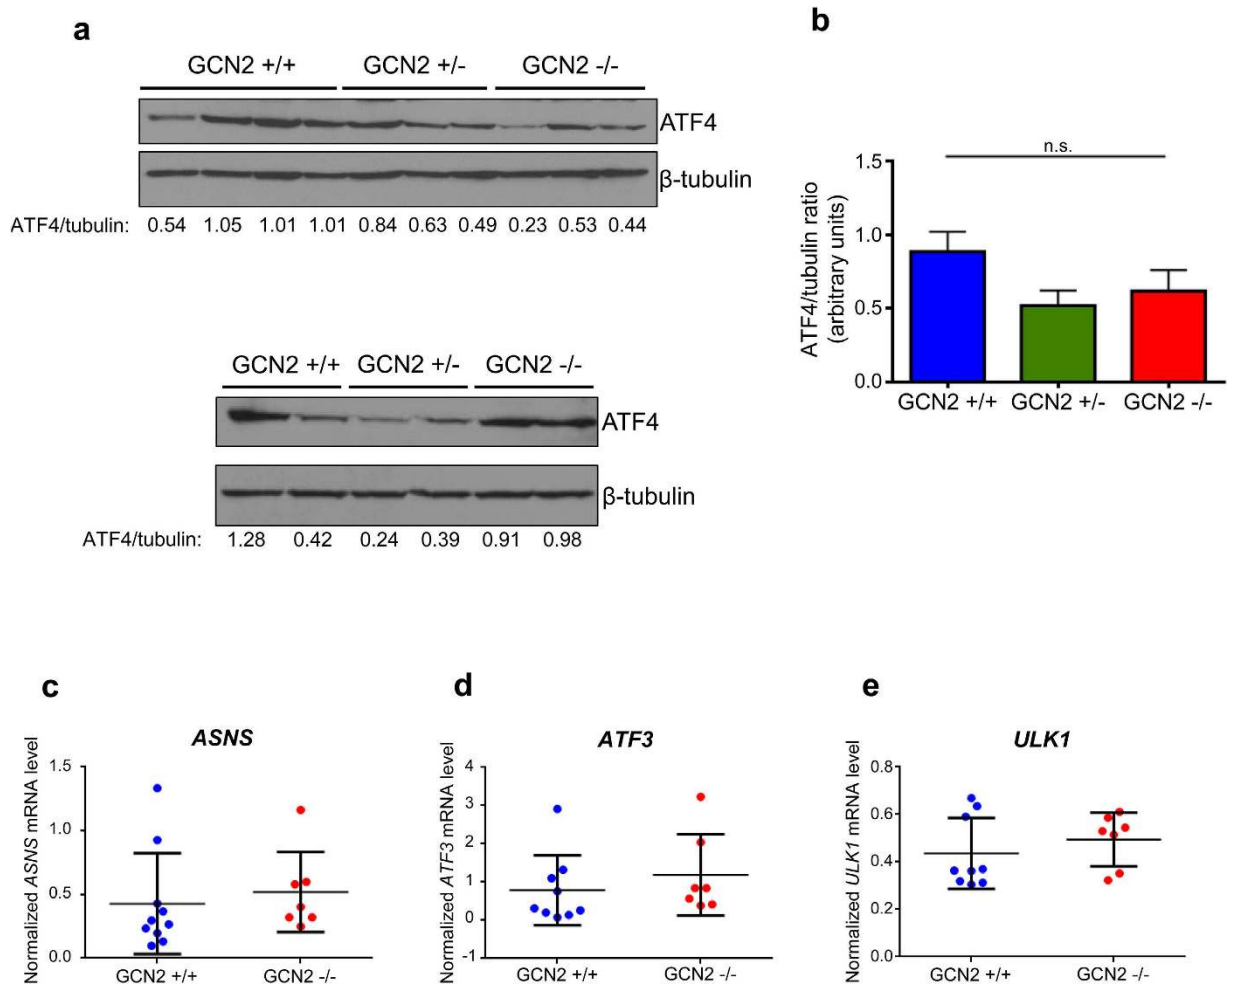 a
GCN2 +/+ GCN2 +/- GCN2 -/-
ATF4
β-tubulin
ATF4/tubulin: 0.54 1.05 1.01 1.01 0.84 0.63 0.49 0.23 0.53 0.44
GCN2 +/+ GCN2 +/- GCN2 -/-
ATF4
β-tubulin
ATF4/tubulin: 1.28 0.42 0.24 0.39 0.91 0.98
b
n.s.
ATF4/tubulin ratio
(arbitrary units)
1.5
1.0
0.5
0.0
GCN2 +/+ GCN2 +/- GCN2 -/-
c
ASNS
Normalized ASNS mRNA level
1.5
1.0
0.5
0.0
GCN2 +/+ GCN2 -/-
d
ATF3
Normalized ATF3 mRNA level
4
3
2
1
0
-1
GCN2 +/+ GCN2 -/-
e
ULK1
Normalized ULK1 mRNA level
0.8
0.6
0.4
0.2
0.0
GCN2 +/+ GCN2 -/-